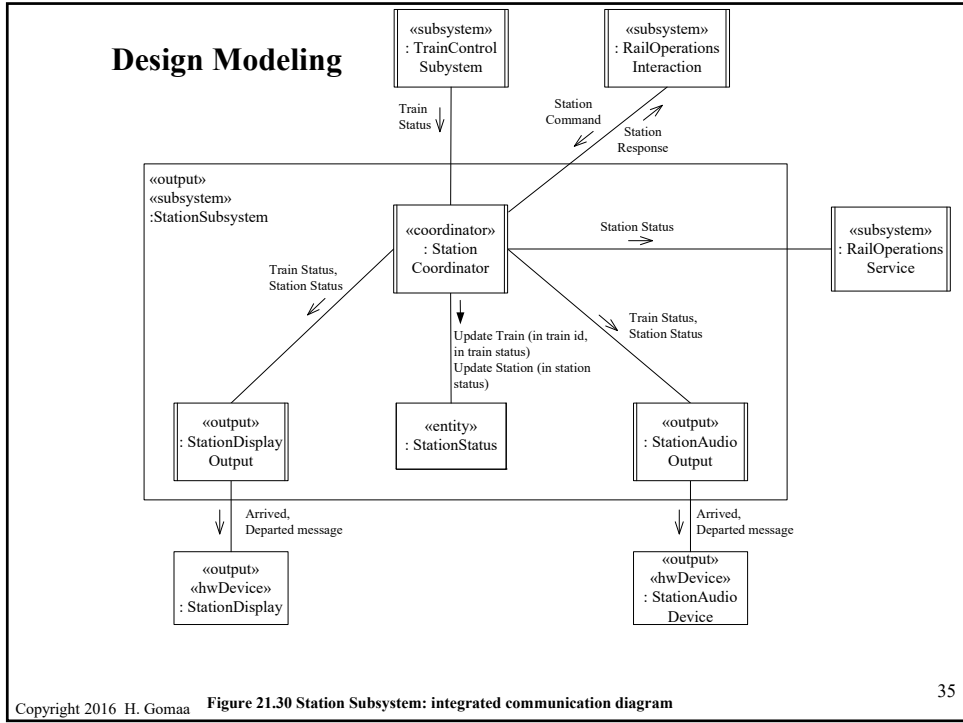 Design Modeling
«subsystem»
: TrainControl
Subystem
«subsystem»
: RailOperations
Interaction
Train
Status
Station
Command
Station
Response
«output»
«subsystem»
:StationSubsystem
«coordinator»
: Station
Coordinator
Station Status
«subsystem»
: RailOperations
Service
Train Status,
Station Status
Update Train (in train id,
in train status)
Update Station (in station
status)
Train Status,
Station Status
«output»
: StationDisplay
Output
«entity»
: StationStatus
«output»
: StationAudio
Output
Arrived,
Departed message
Arrived,
Departed message
«output»
«hwDevice»
: StationDisplay
«output»
«hwDevice»
: StationAudio
Device
Copyright 2016 H. Gomaa
Figure 21.30 Station Subsystem: integrated communication diagram
35